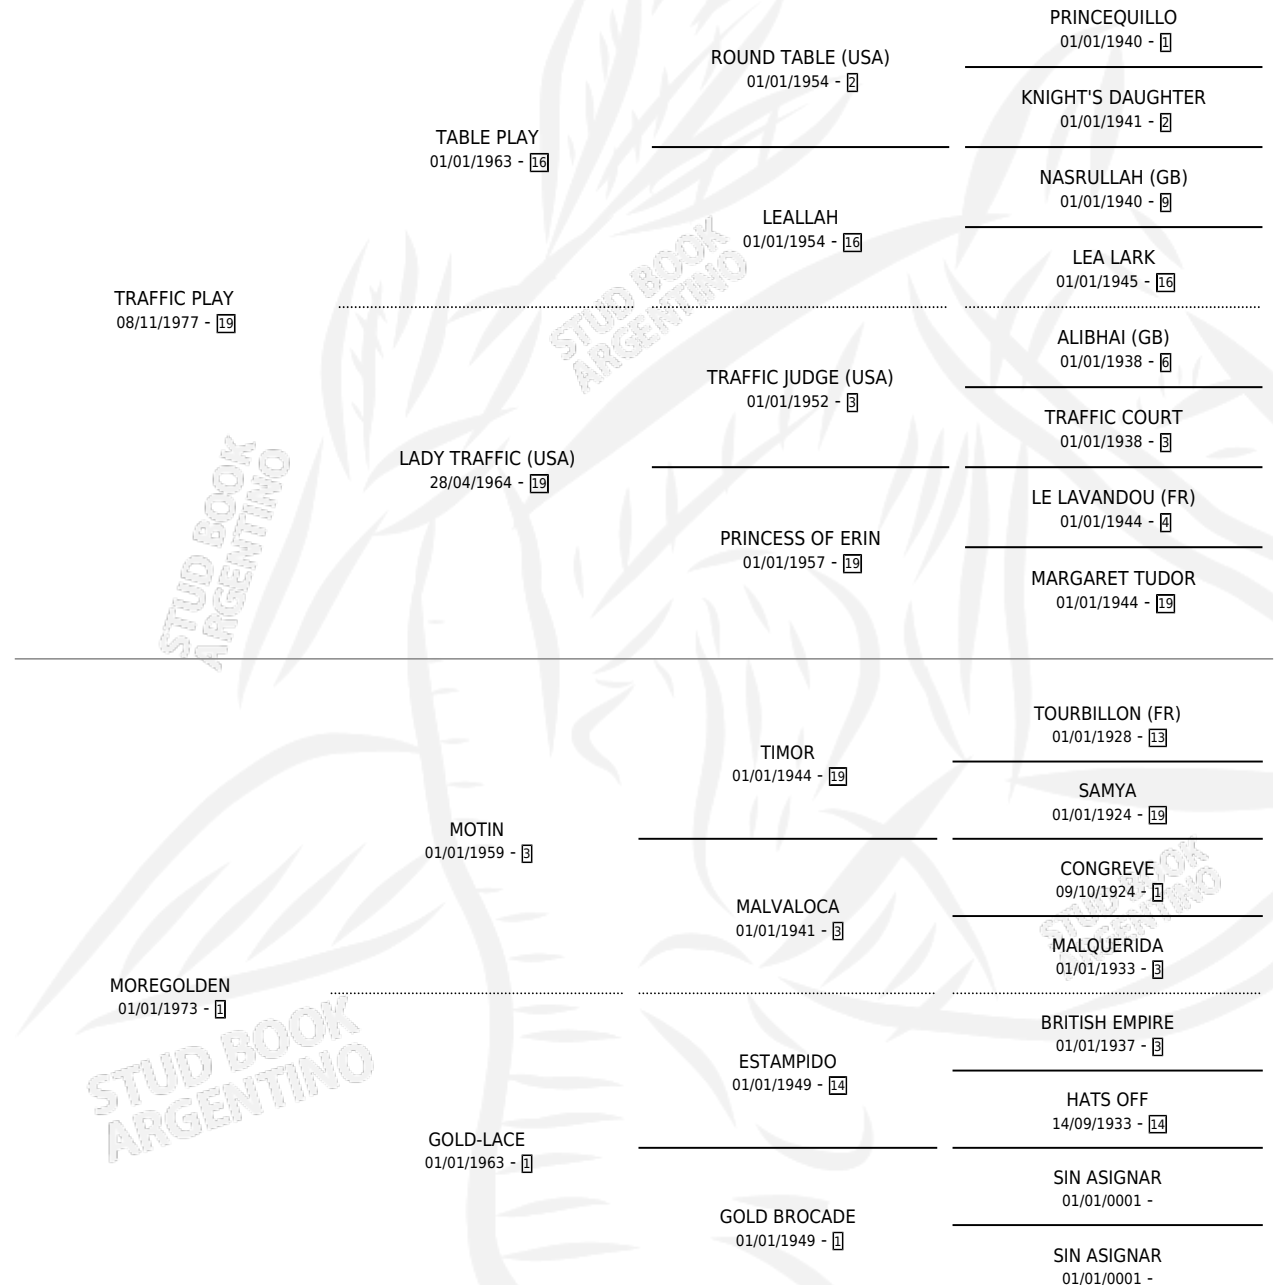 PRINCEQUILLO
01/01/1940 - 1
ROUND TABLE (USA)
01/01/1954 - 2
KNIGHT'S DAUGHTER
01/01/1941 - 2
TABLE PLAY
01/01/1963 - 16
NASRULLAH (GB)
01/01/1940 - 9
LEALLAH
01/01/1954 - 16
LEA LARK
01/01/1945 - 16
TRAFFIC PLAY
08/11/1977 - 19
ALIBHAI (GB)
01/01/1938 - 6
TRAFFIC JUDGE (USA)
01/01/1952 - 3
TRAFFIC COURT
01/01/1938 - 3
LADY TRAFFIC (USA)
28/04/1964 - 19
LE LAVANDOU (FR)
01/01/1944 - 4
PRINCESS OF ERIN
01/01/1957 - 19
MARGARET TUDOR
01/01/1944 - 19
STUD BOOK
ARGENTINO
STUD BOOK
ARGENTINO
TOURBILLON (FR)
01/01/1928 - 13
TIMOR
01/01/1944 - 19
SAMYA
01/01/1924 - 19
MOTIN
01/01/1959 - 3
CONGREVE
09/10/1924 - 1
MALVALOCA
01/01/1941 - 3
MALQUERIDA
01/01/1933 - 3
MOREGOLDEN
01/01/1973 - 1
BRITISH EMPIRE
01/01/1937 - 3
ESTAMPIDO
01/01/1949 - 14
HATS OFF
14/09/1933 - 14
GOLD-LACE
01/01/1963 - 1
SIN ASIGNAR
01/01/0001 -
GOLD BROCADE
01/01/1949 - 1
SIN ASIGNAR
01/01/0001 -
STUD BOOK
ARGENTINO
STUD BOOK
ARGENTINO